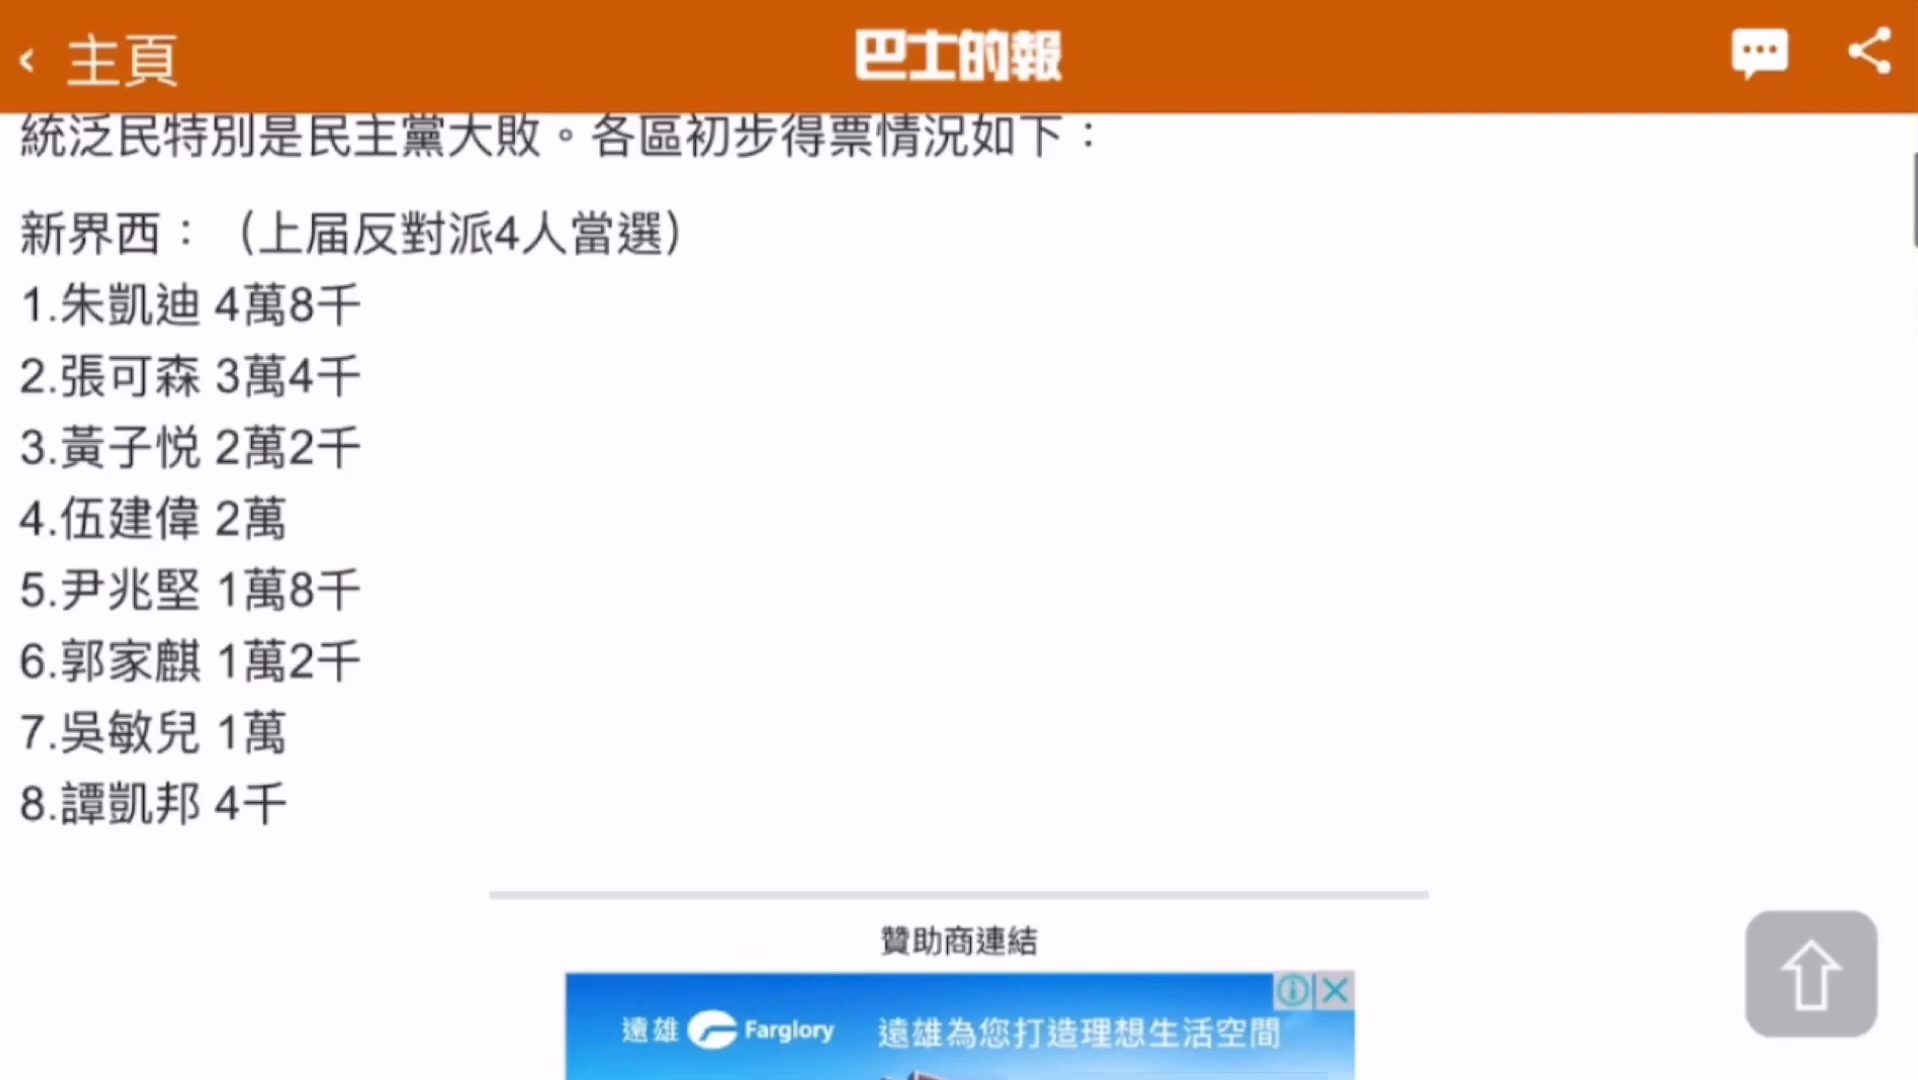 ‹ 主頁
巴士的報
統泛民特別是民主黨大敗。各區初步得票情況如下：
新界西：（上届反對派4人當選）
1.朱凱迪 4萬8千
2.張可森 3萬4千
3.黃子悦 2萬2千
4.伍建偉 2萬
5.尹兆堅 1萬8千
6.郭家麒 1萬2千
7.吳敏兒 1萬
8.譚凱邦 4千
贊助商連結
遠雄 Farglory 遠雄為您打造理想生活空間